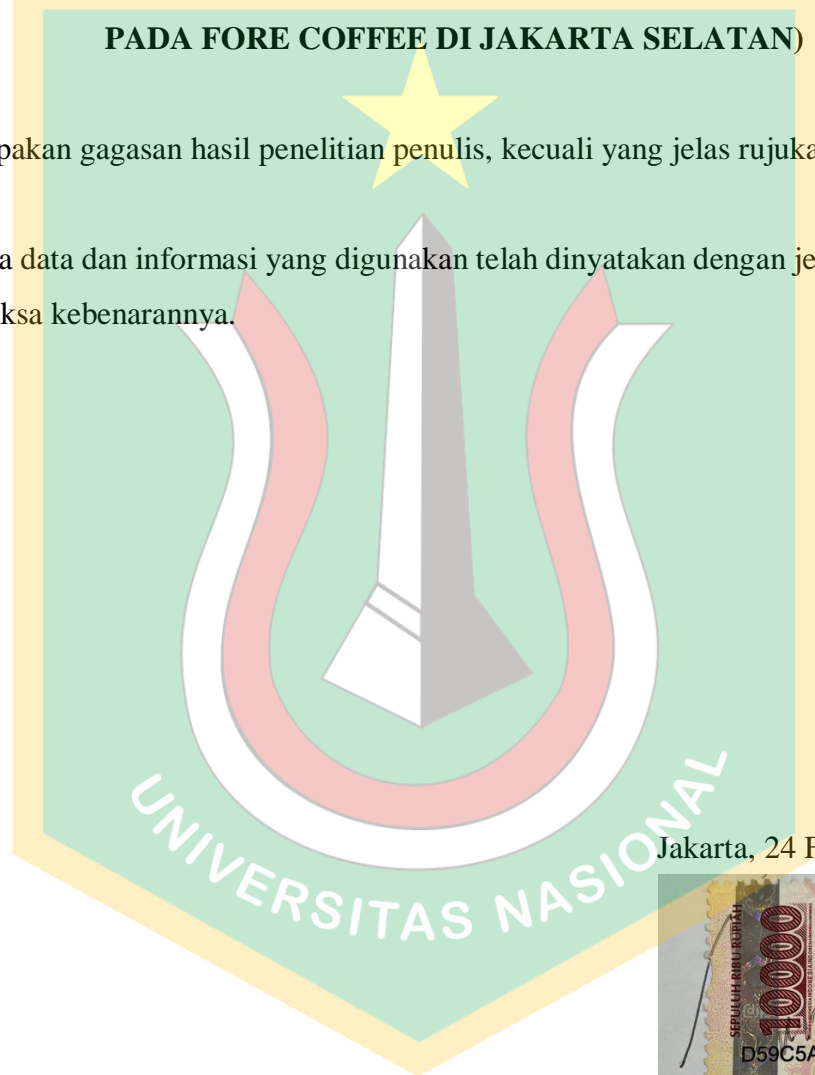 PADA FORE COFFEE DI JAKARTA SELATAN)
pakan gagasan hasil penelitian penulis, kecuali yang jelas rujuka
a data dan informasi yang digunakan telah dinyatakan dengan je
ksa kebenarannya.
UNIVERSITAS NASIONAL
Jakarta, 24 F
SEPULUH RIBU RUPIAH
10000
D59C5A